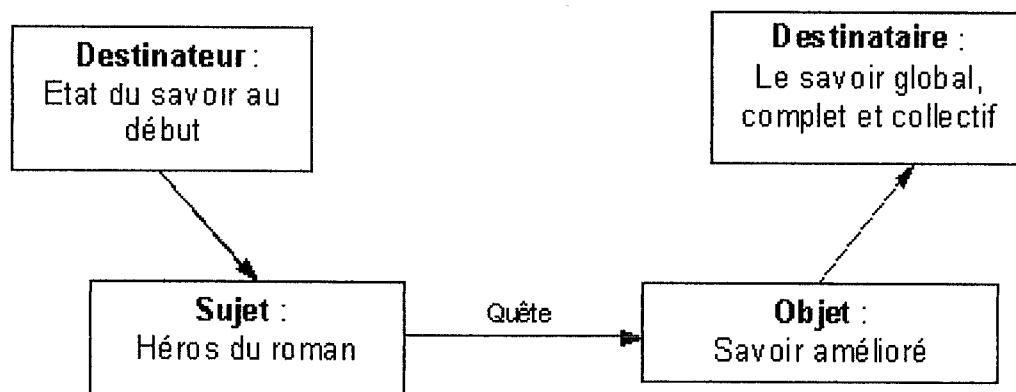 Destinateur :
Etat du savoir au
début
Destinataire :
Le savoir global,
complet et collectif
Sujet :
Héros du roman
Quête
Objet :
Savoir amélioré